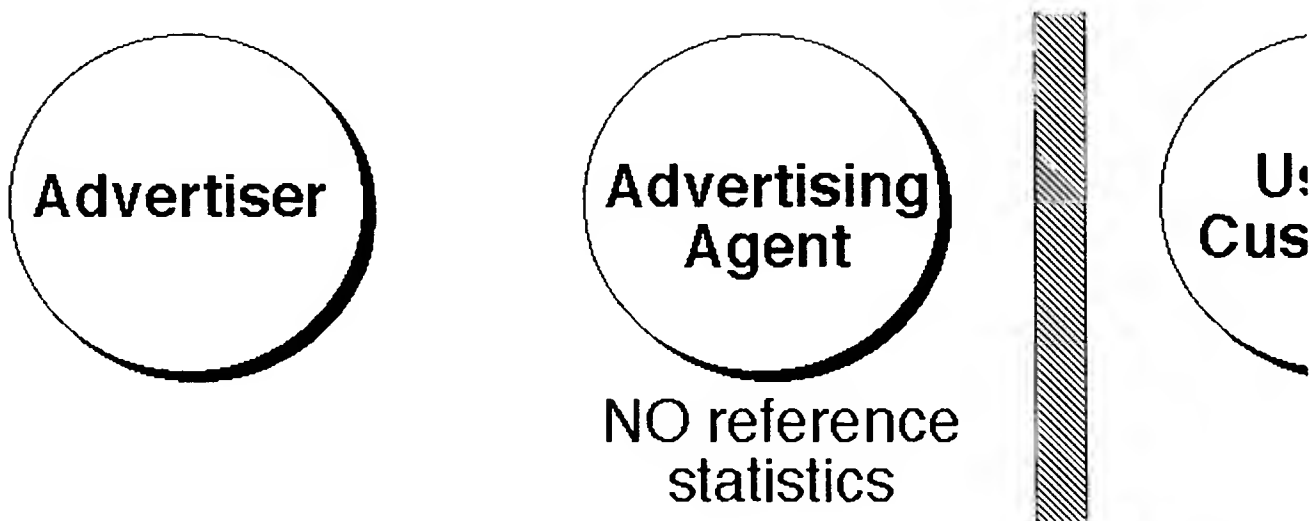 Advertiser
Advertising
Agent
NO reference
statistics